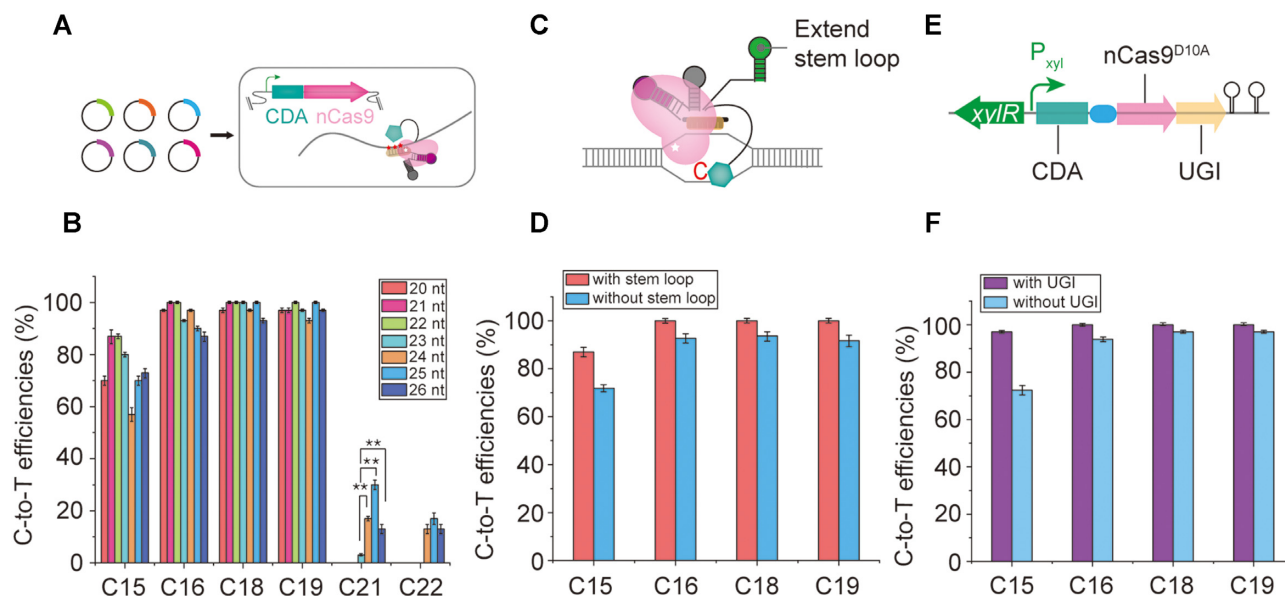 A
CDA nCas9
C
Extend
stem loop
C
E
P_xyl
nCas9^D10A
xylR
CDA
UGI
B
C-to-T efficiencies (%)
100
80
60
40
20
0
20 nt
21 nt
22 nt
23 nt
24 nt
25 nt
26 nt
**
**
**
C15 C16 C18 C19 C21 C22
D
C-to-T efficiencies (%)
100
80
60
40
20
0
with stem loop
without stem loop
C15 C16 C18 C19
F
C-to-T efficiencies (%)
100
80
60
40
20
0
with UGI
without UGI
C15 C16 C18 C19